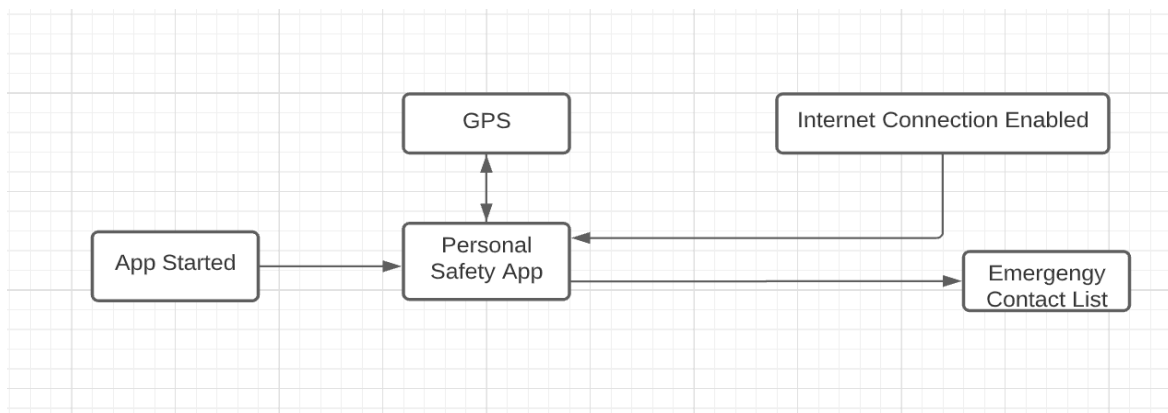 GPS
Internet Connection Enabled
App Started
Personal
Safety App
Emergengy
Contact List